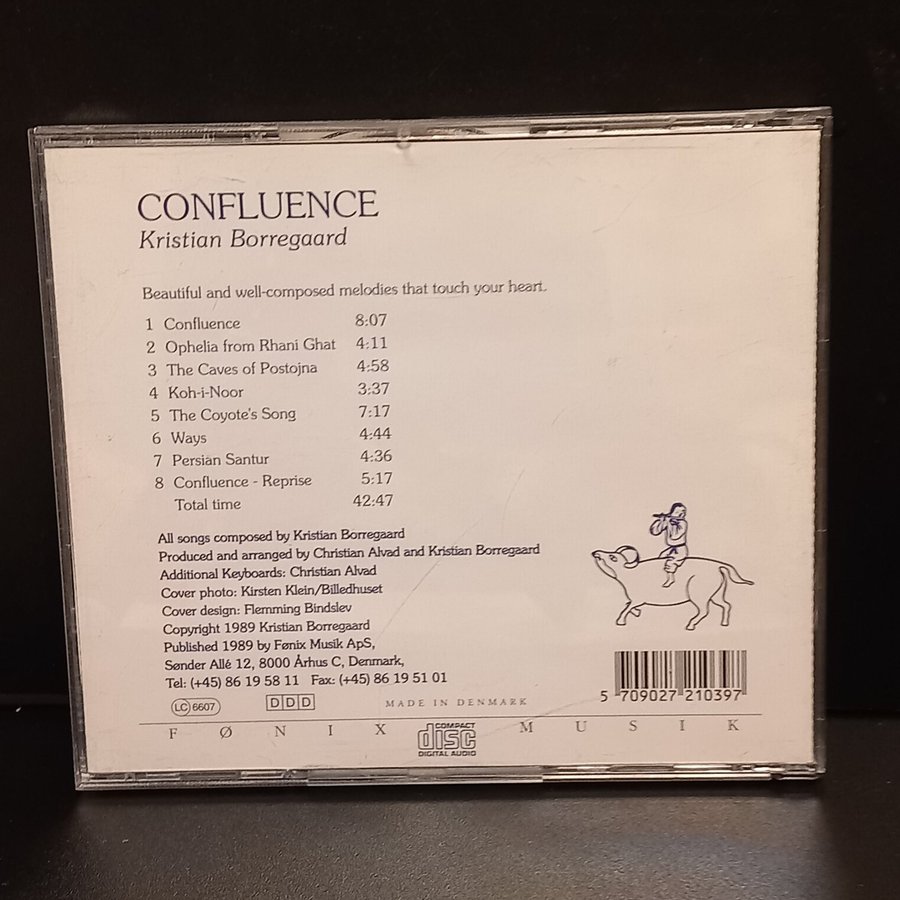 CONFLUENCE
Kristian Borregaard
Beautiful and well-composed melodies that touch your heart.
1 Confluence 8:07
2 Ophelia from Rhani Ghat 4:11
3 The Caves of Postojna 4:58
4 Koh-i-Noor 3:37
5 The Coyote's Song 7:17
6 Ways 4:44
7 Persian Santur 4:36
8 Confluence - Reprise 5:17
Total time 42:47
All songs composed by Kristian Borregaard
Produced and arranged by Christian Alvad and Kristian Borregaard
Additional Keyboards: Christian Alvad
Cover photo: Kirsten Klein/Billedhuset
Cover design: Flemming Bindslev
Copyright 1989 Kristian Borregaard
Published 1989 by Fønix Musik ApS,
Sønder Allé 12, 8000 Århus C, Denmark,
Tel: (+45) 86 19 58 11 Fax: (+45) 86 19 51 01
5 709027 210397
LC 6607 DDD MADE IN DENMARK
FØNIX MUSIK
COMPACT
disc
DIGITAL AUDIO